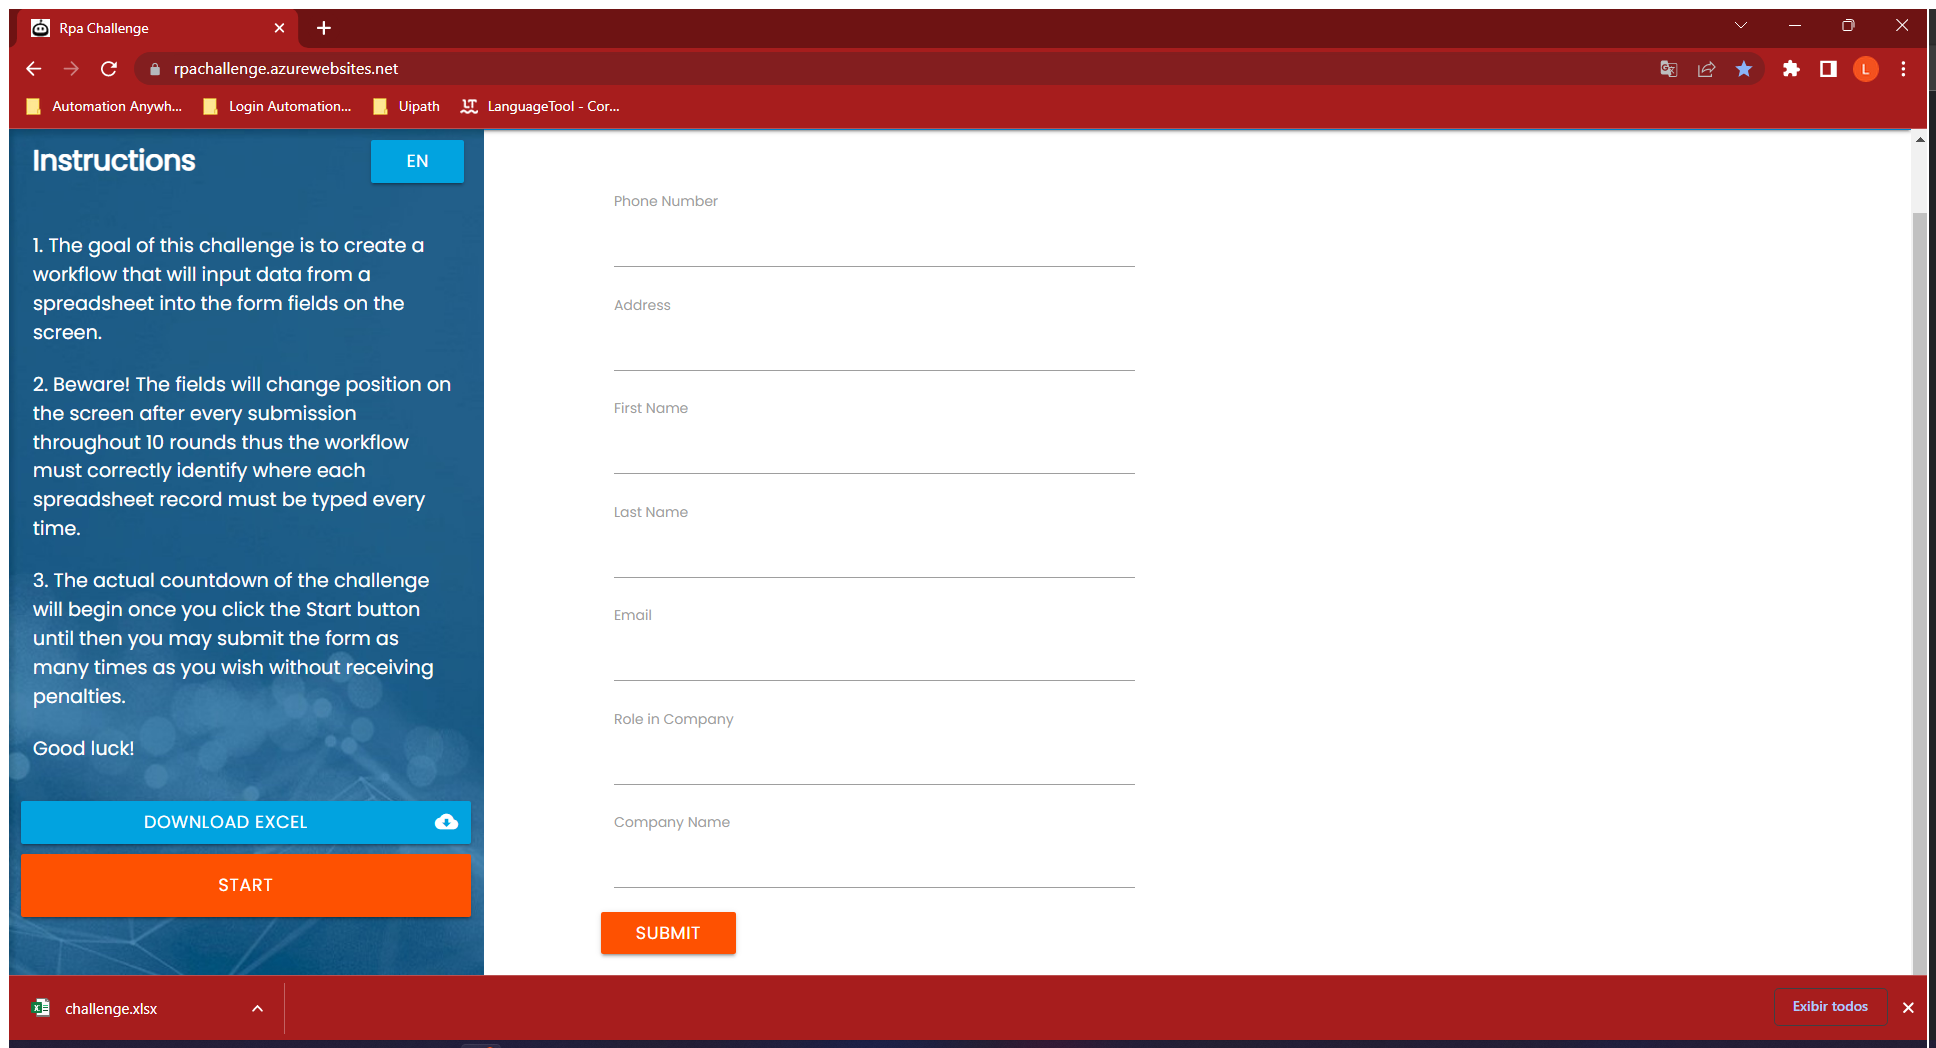 Rpa Challenge
rpachallenge.azurewebsites.net
L
Automation Anywh... Login Automation... Uipath LT LanguageTool - Cor...
Instructions
EN
1. The goal of this challenge is to create a
workflow that will input data from a
spreadsheet into the form fields on the
screen.
2. Beware! The fields will change position on
the screen after every submission
throughout 10 rounds thus the workflow
must correctly identify where each
spreadsheet record must be typed every
time.
3. The actual countdown of the challenge
will begin once you click the Start button
until then you may submit the form as
many times as you wish without receiving
penalties.
Good luck!
DOWNLOAD EXCEL
START
Phone Number
Address
First Name
Last Name
Email
Role in Company
Company Name
SUBMIT
challenge.xlsx
Exibir todos